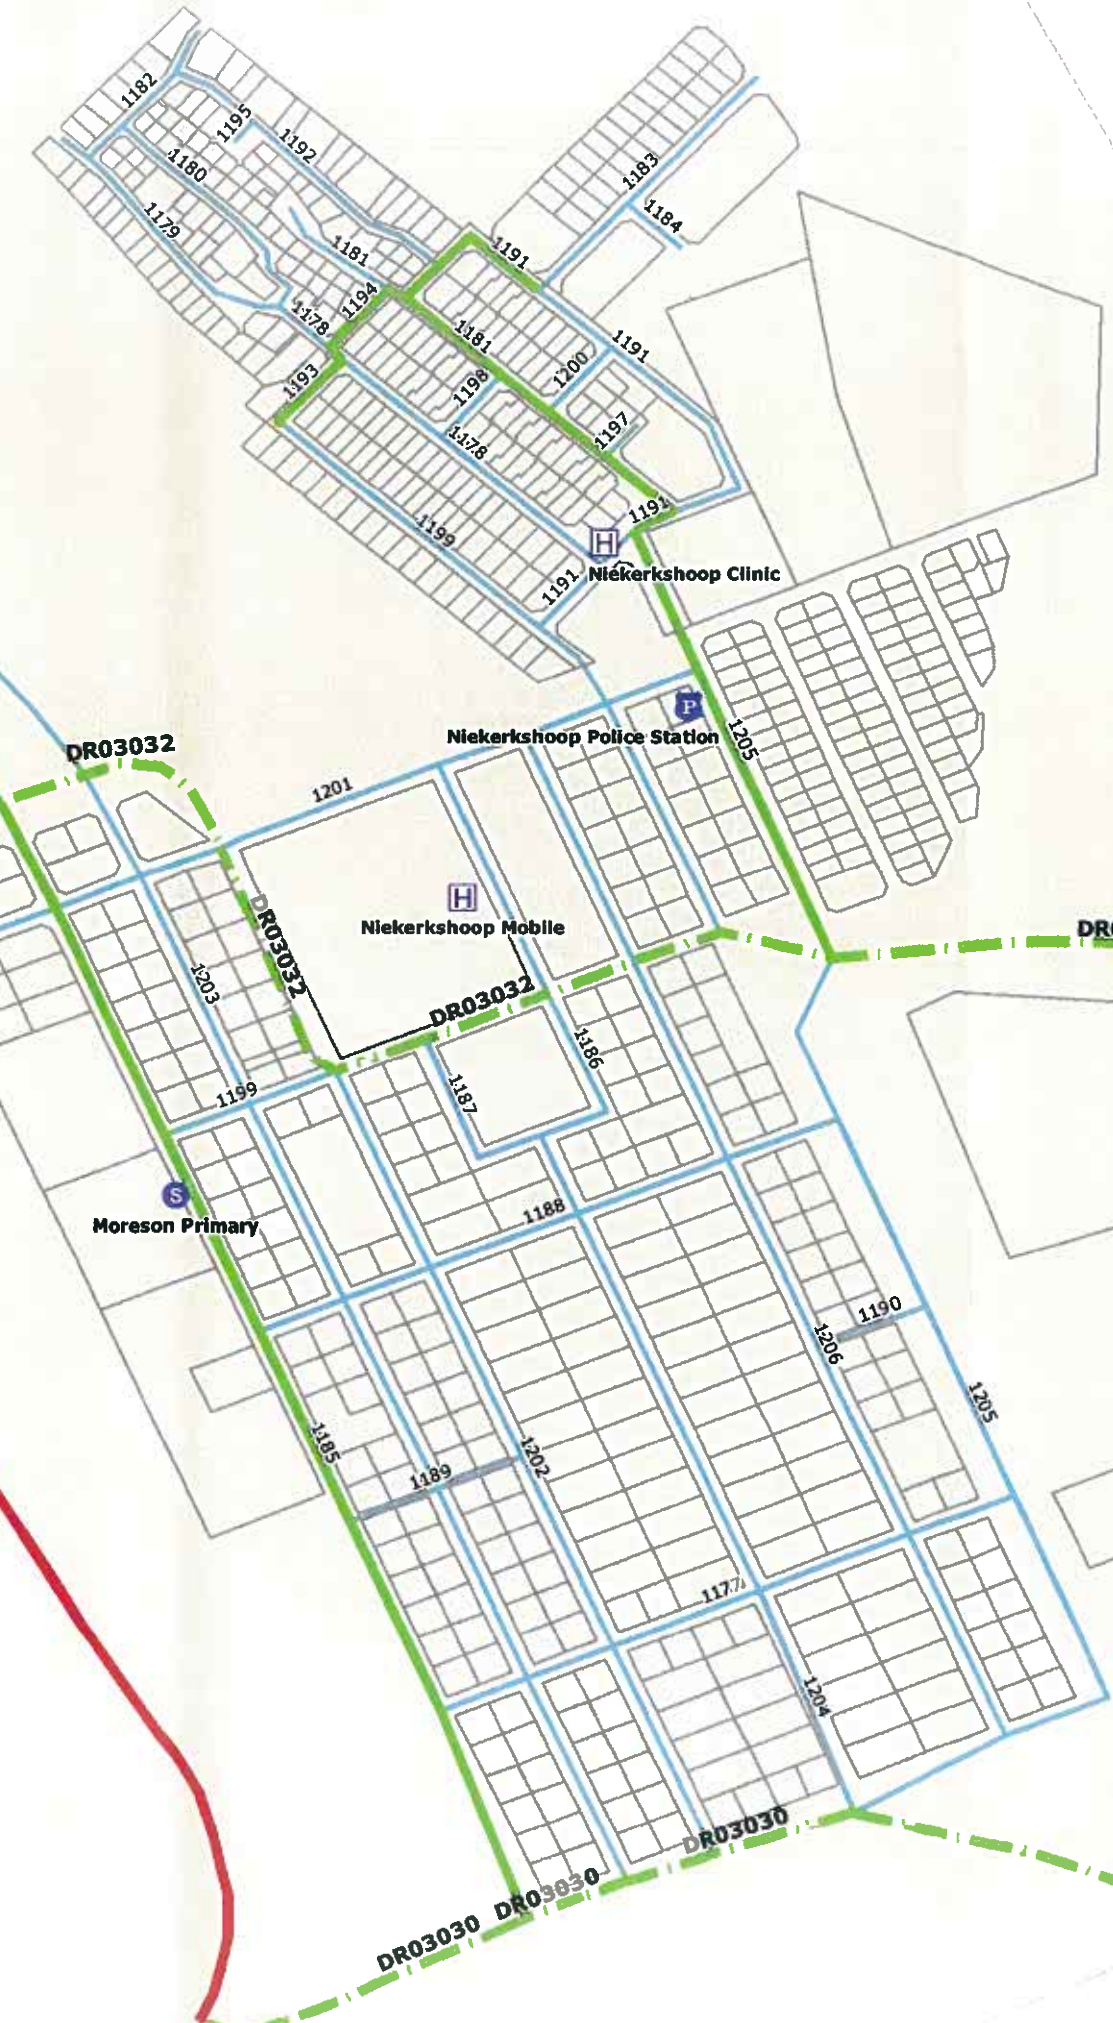 1182
1195
1192
1180
1183
1179
1184
1181
1191
1194
1178
1181
1191
1200
1193
1198
1197
1178
1191
1199
H
Niekerkshoop Clinic
1191
P
Niekerkshoop Police Station
1205
DR03032
1201
H
Niekerkshoop Mobile
DR0
DR03032
1203
DR03032
1186
1187
1199
S
Moreson Primary
1188
1190
1206
1205
1185
1202
1189
1177
1204
DR03030
DR03030
DR03030